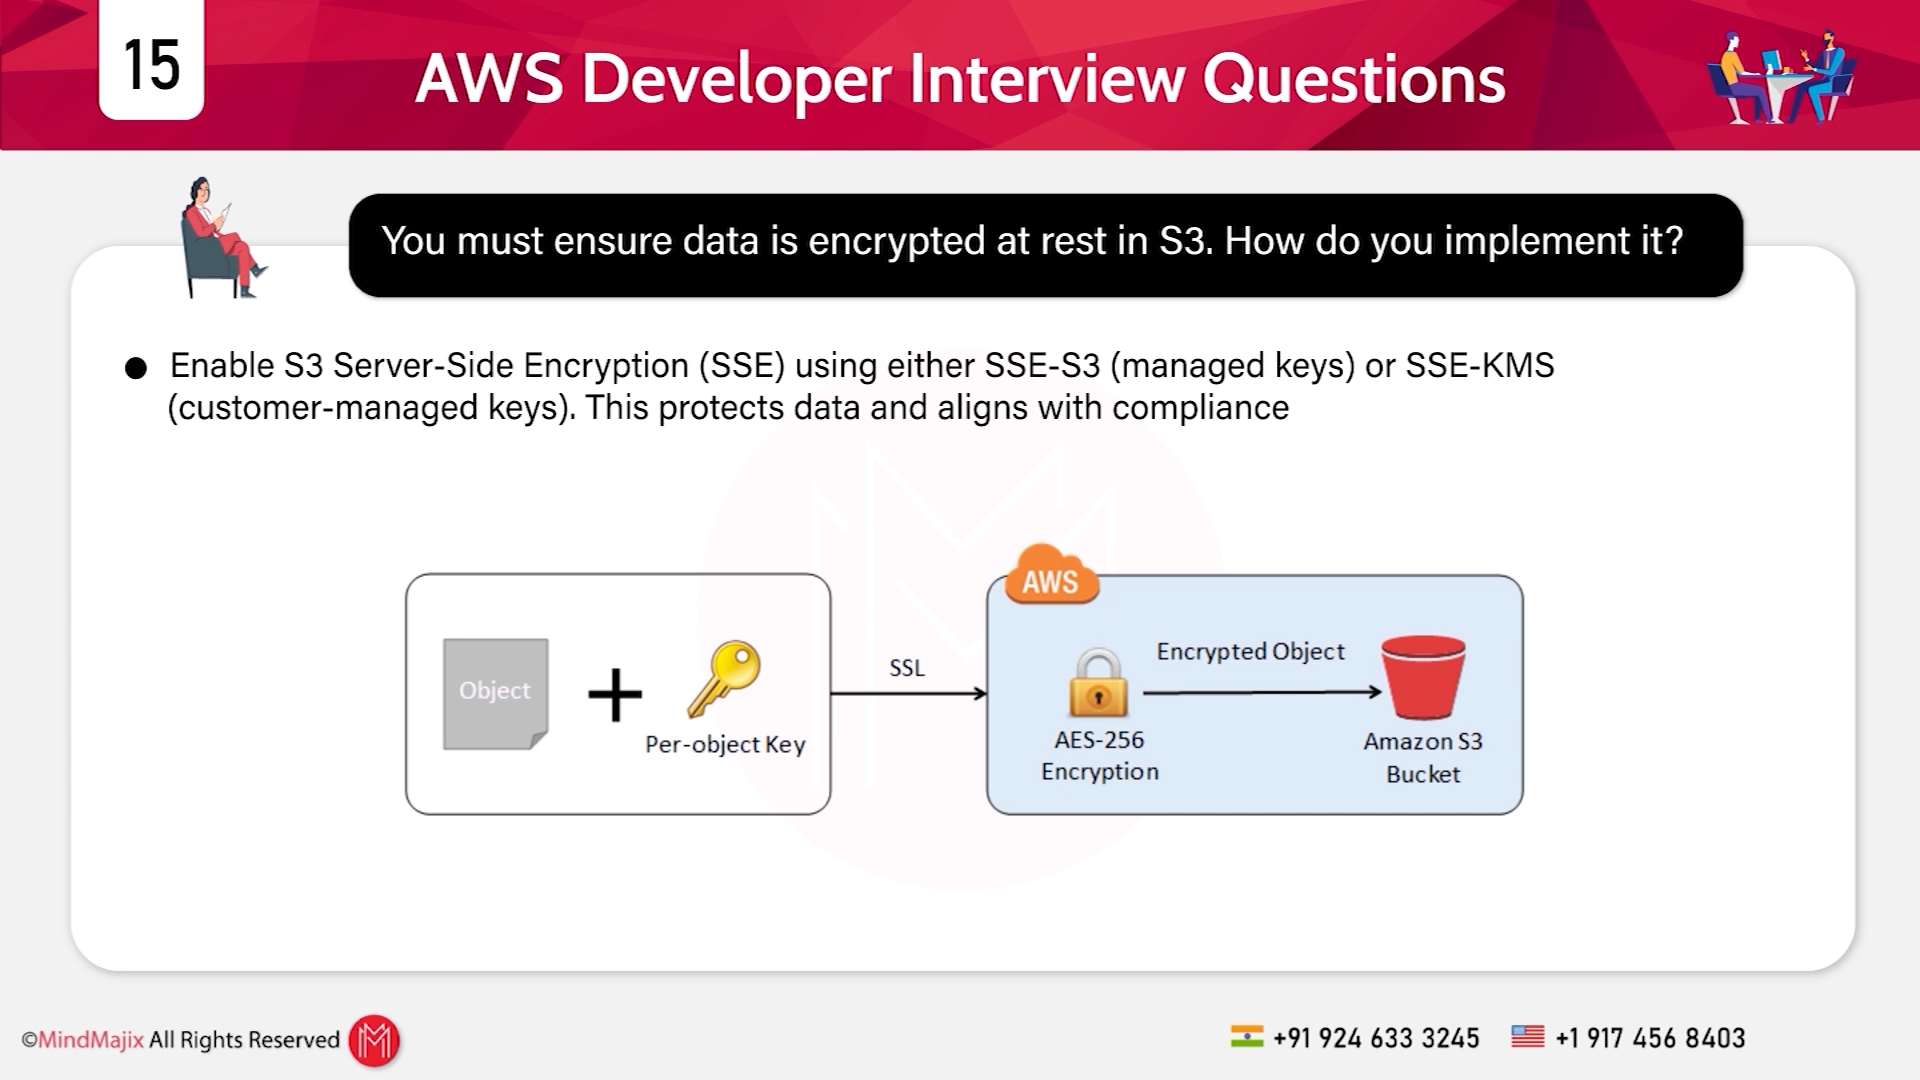 15
AWS Developer Interview Questions
You must ensure data is encrypted at rest in S3. How do you implement it?
● Enable S3 Server-Side Encryption (SSE) using either SSE-S3 (managed keys) or SSE-KMS
(customer-managed keys). This protects data and aligns with compliance
Object
Per-object Key
SSL
AWS
AES-256
Encryption
Encrypted Object
Amazon S3
Bucket
©MindMajix All Rights Reserved
+91 924 633 3245
+1 917 456 8403